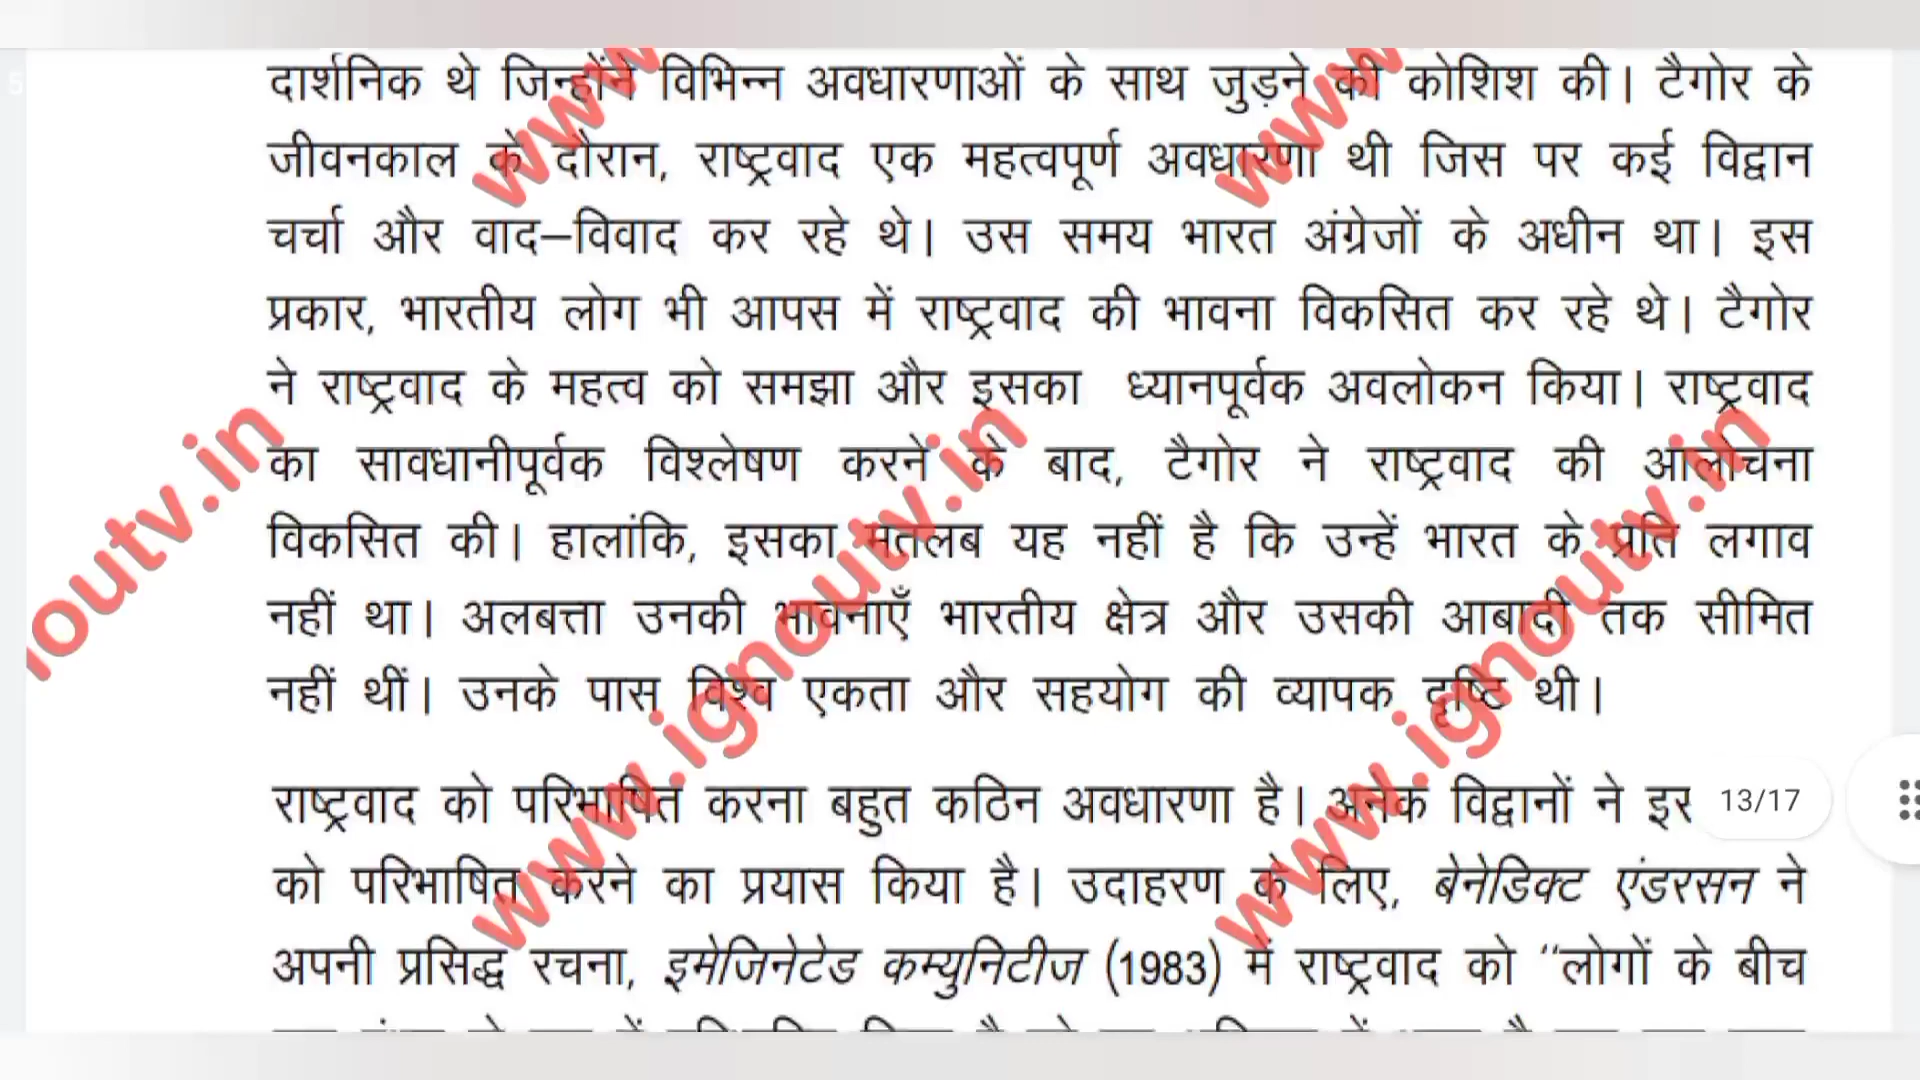 दार्शनिक थे जिन्होंने विभिन्न अवधारणाओं के साथ जुड़ने की कोशिश की। टैगोर के
जीवनकाल के दौरान, राष्ट्रवाद एक महत्वपूर्ण अवधारणा थी जिस पर कई विद्वान
चर्चा और वाद–विवाद कर रहे थे। उस समय भारत अंग्रेजों के अधीन था। इस
प्रकार, भारतीय लोग भी आपस में राष्ट्रवाद की भावना विकसित कर रहे थे। टैगोर
ने राष्ट्रवाद के महत्व को समझा और इसका ध्यानपूर्वक अवलोकन किया। राष्ट्रवाद
का सावधानीपूर्वक विश्लेषण करने के बाद, टैगोर ने राष्ट्रवाद की आलोचना
विकसित की। हालांकि, इसका मतलब यह नहीं है कि उन्हें भारत के प्रति लगाव
नहीं था। अलबत्ता उनकी भावनाएँ भारतीय क्षेत्र और उसकी आबादी तक सीमित
नहीं थीं। उनके पास विश्व एकता और सहयोग की व्यापक दृष्टि थी।
राष्ट्रवाद को परिभाषित करना बहुत कठिन अवधारणा है। अनेक विद्वानों ने
13/17
को परिभाषित करने का प्रयास किया है। उदाहरण के लिए, बेनेडिक्ट एंडरसन ने
अपनी प्रसिद्ध रचना, इमेजिनेटेड कम्युनिटीज (1983) में राष्ट्रवाद को “लोगों के बीच
www.ignoutv.in
www.ignoutv.in